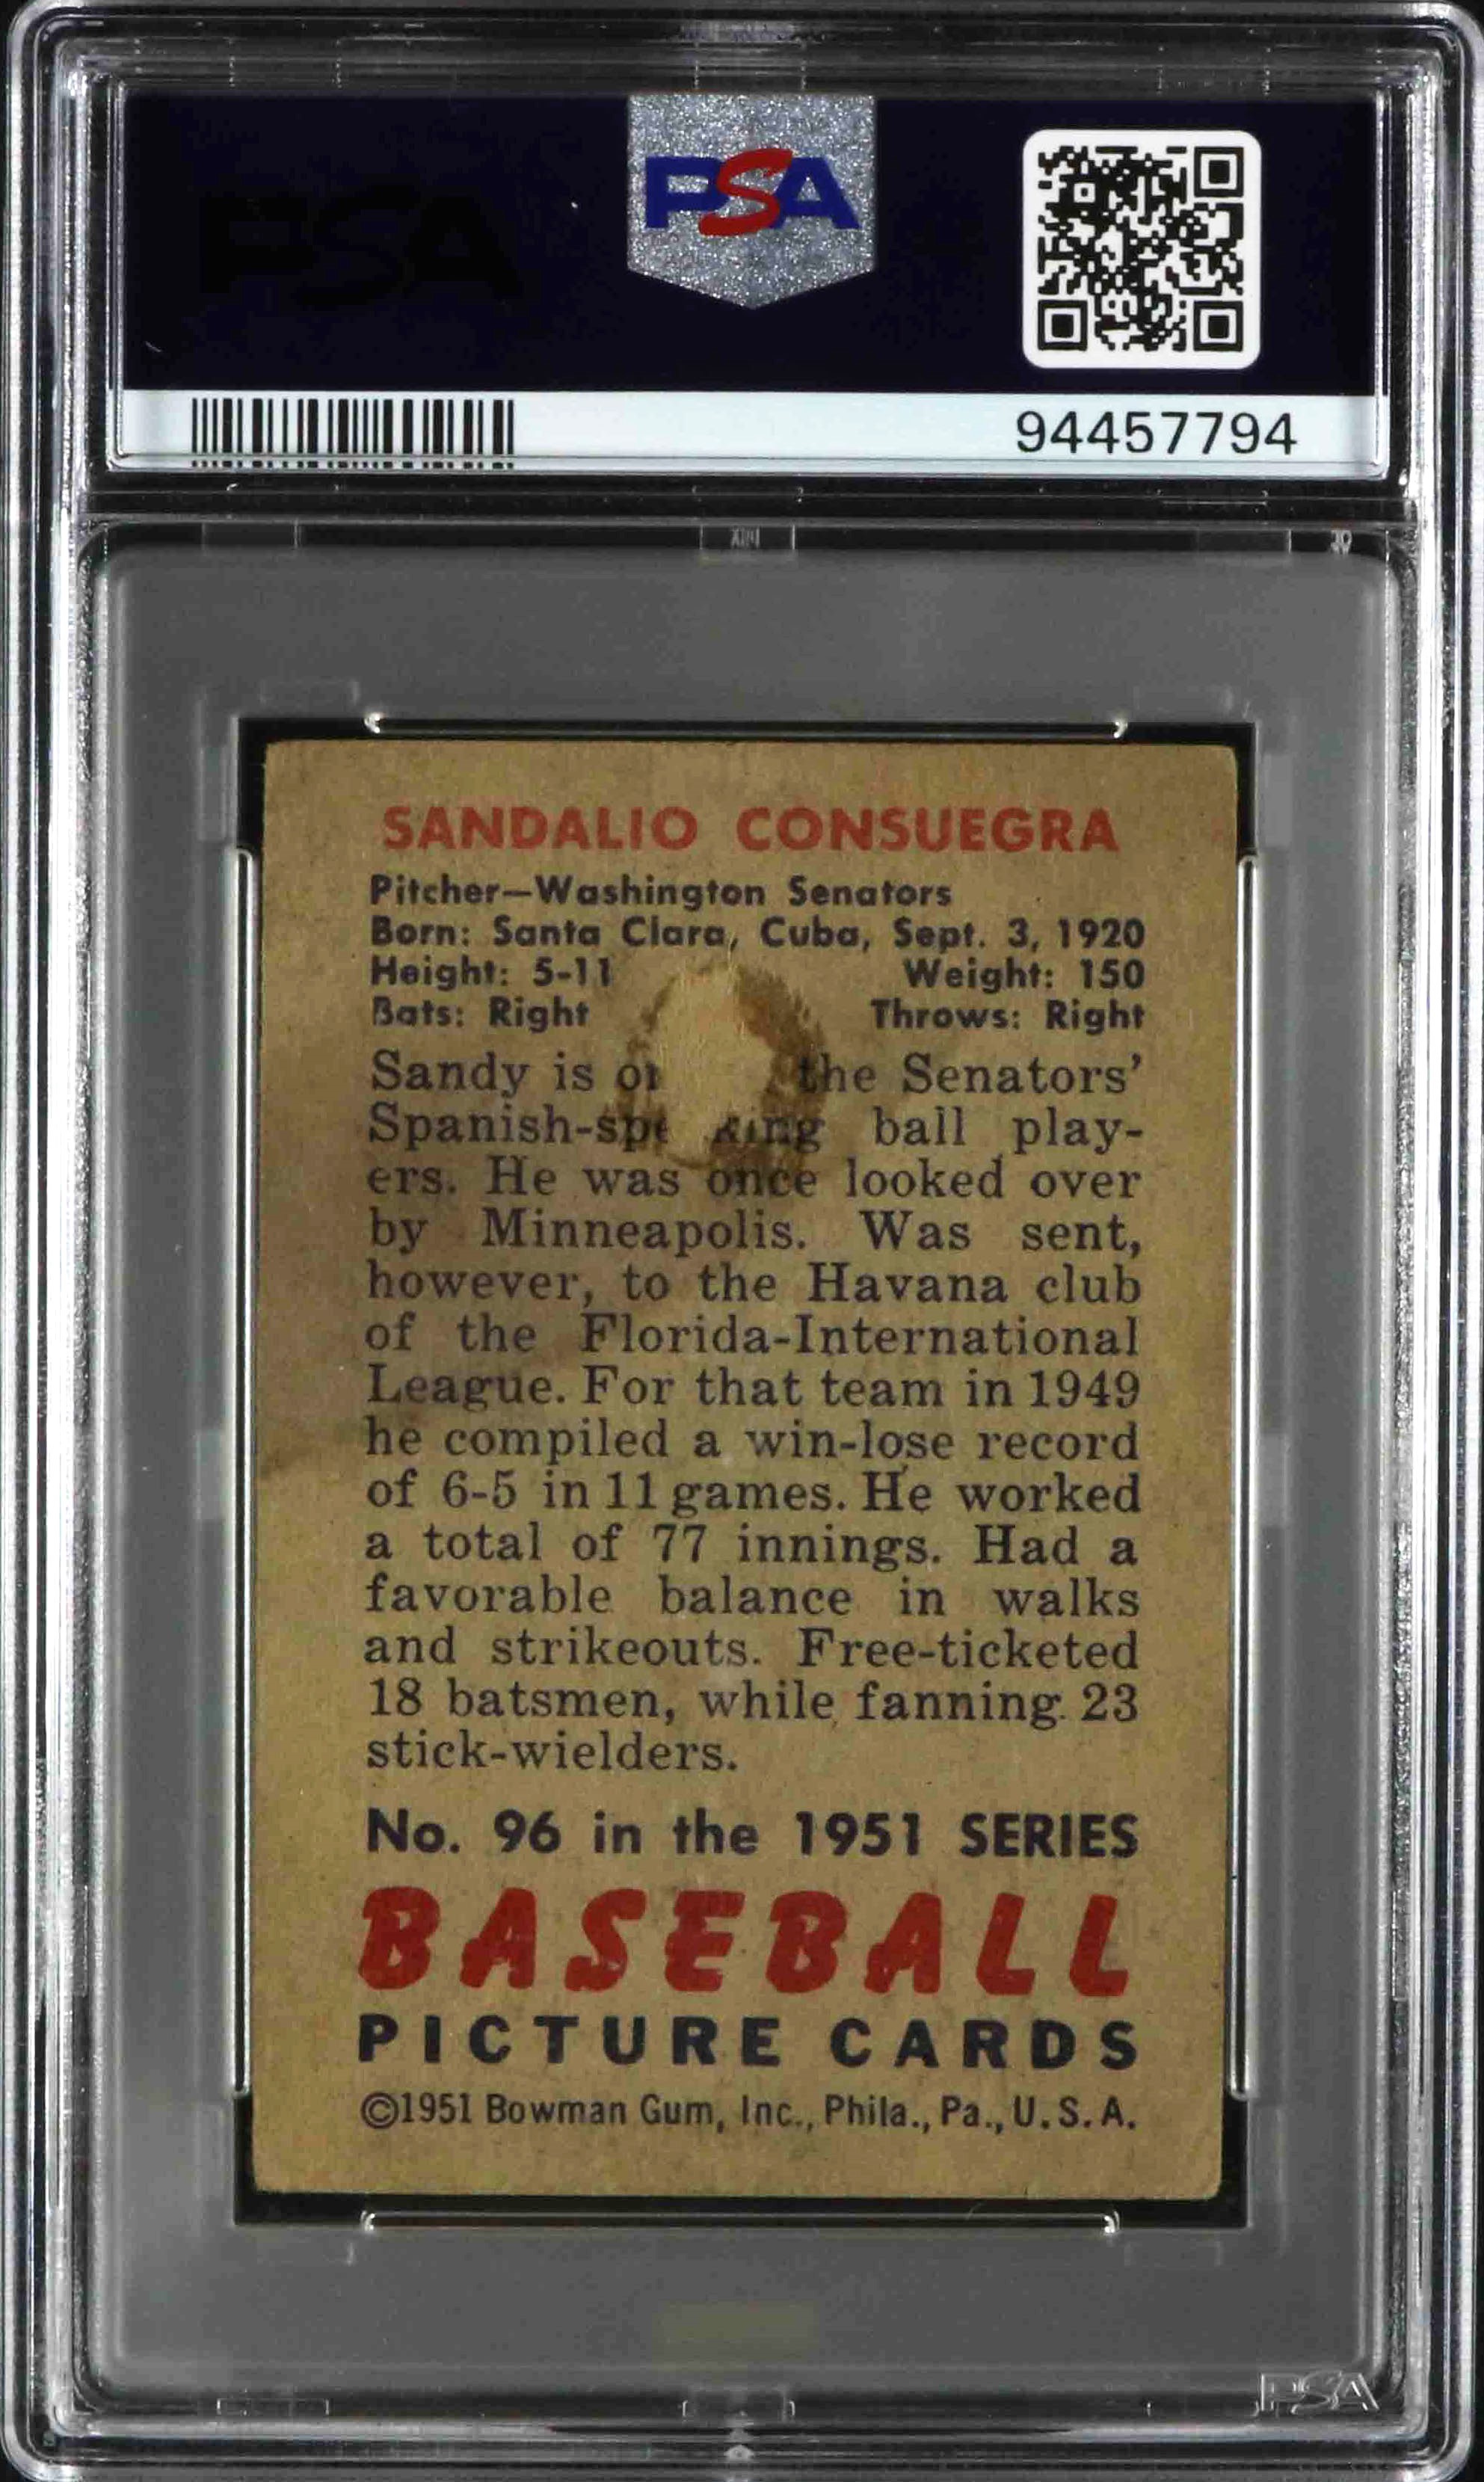 PSA
PSA
94457794
SANDALIO CONSUEGRA
Pitcher—Washington Senators
Born: Santa Clara, Cuba, Sept. 3, 1920
Height: 5-11 Weight: 150
Bats: Right Throws: Right
Sandy is the Senators’
Spanish- ball play-
ers. He was once looked over
by Minneapolis. Was sent,
however, to the Havana club
of the Florida-International
League. For that team in 1949
he compiled a win-lose record
of 6-5 in 11 games. He worked
a total of 77 innings. Had a
favorable balance in walks
and strikeouts. Free-ticketed
18 batsmen, while fanning 23
stick-wielders.
No. 96 in the 1951 SERIES
BASEBALL
PICTURE CARDS
©1951 Bowman Gum, Inc., Phila., Pa., U.S.A.
PSA